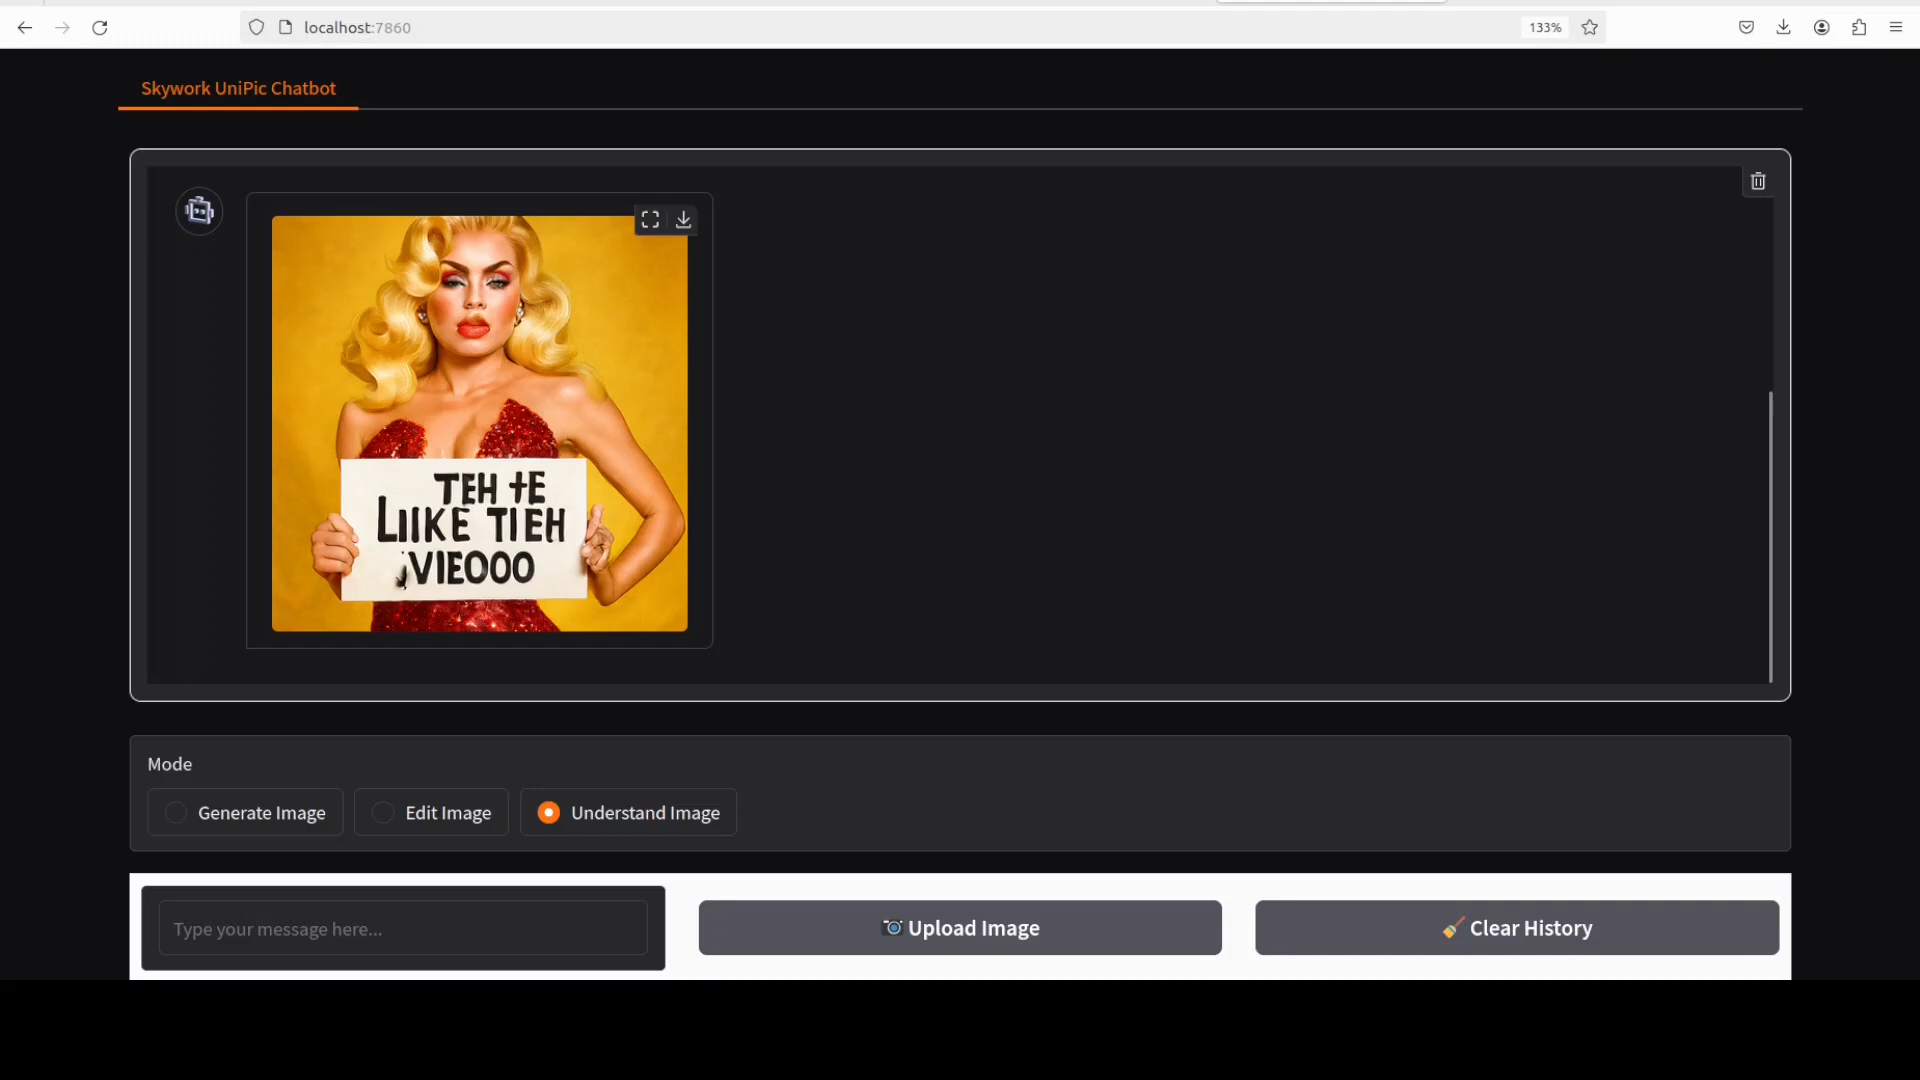 localhost:7860
133%
Skywork UniPic Chatbot
TEH tE
LIIKE TIEH
VIEOOO
Mode
Generate Image
Edit Image
Understand Image
Type your message here...
Upload Image
Clear History